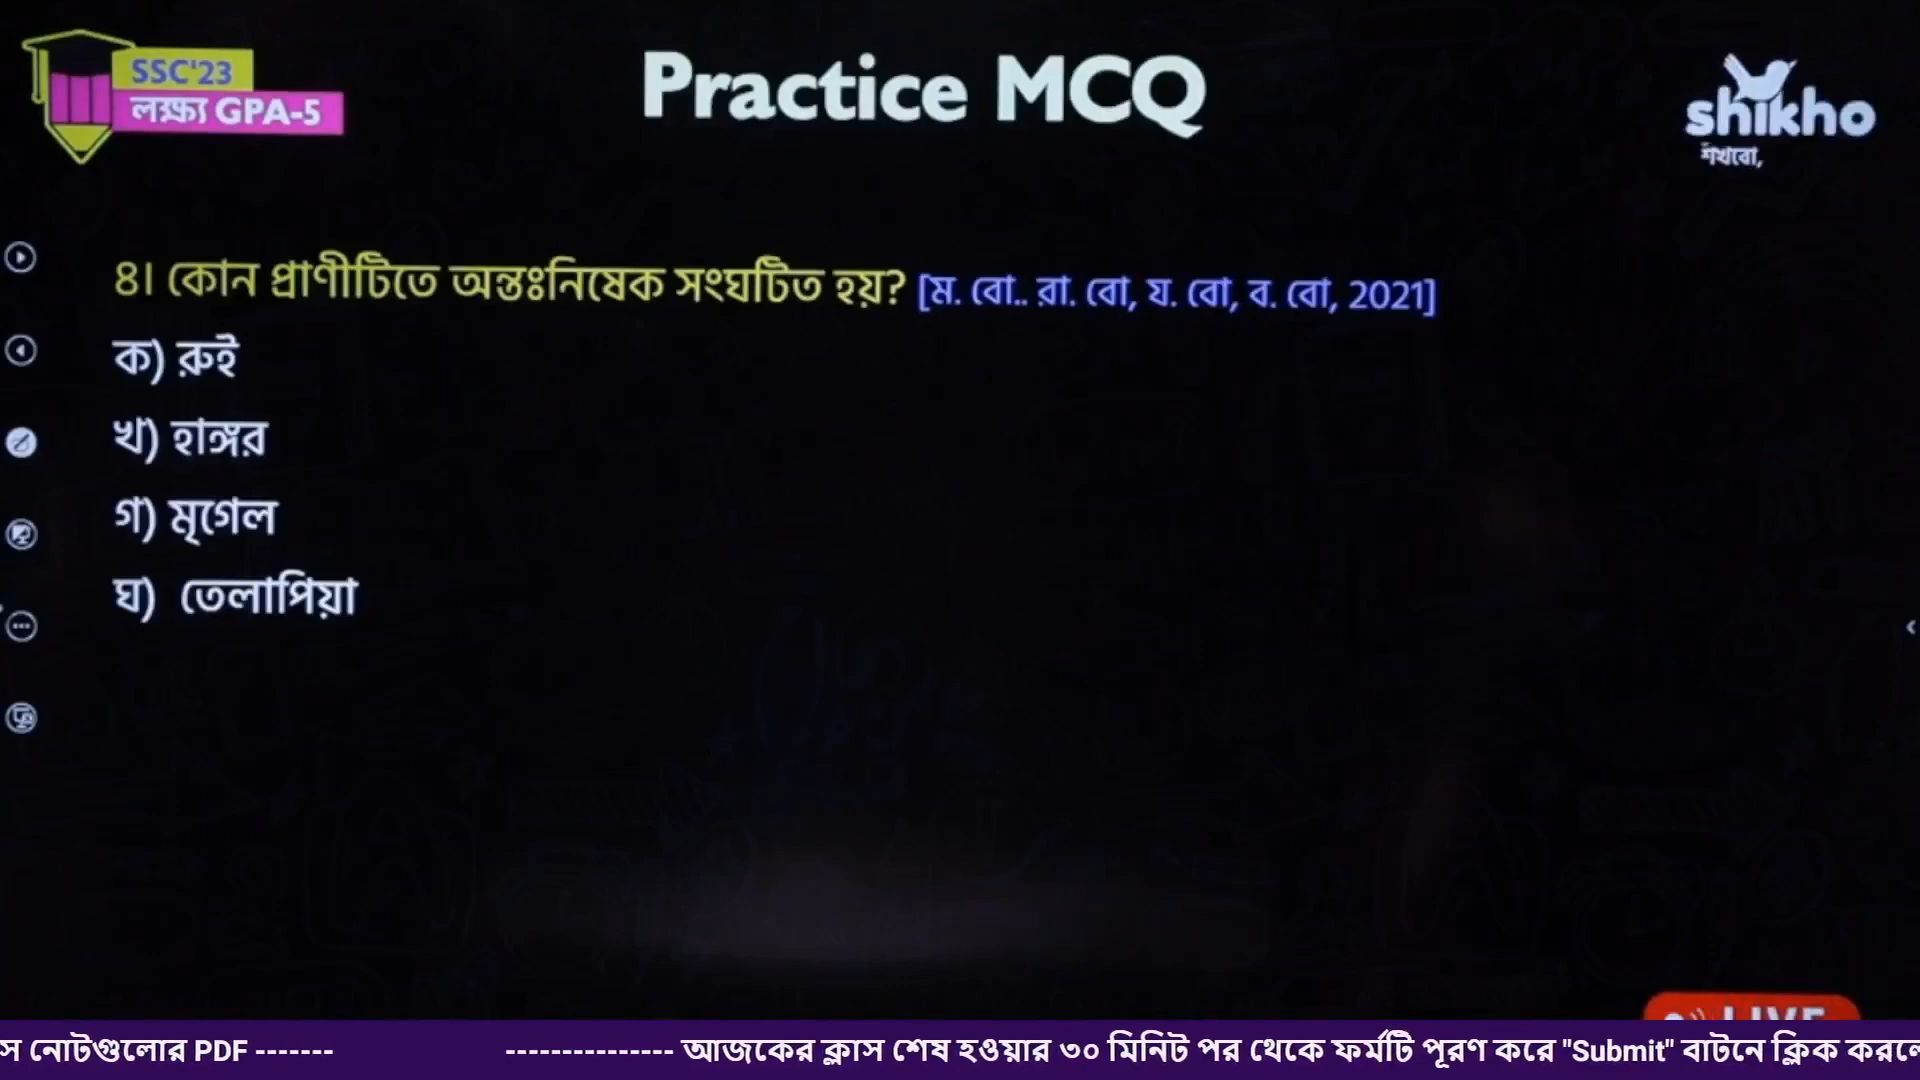 SSC'23
লক্ষ্য GPA-5
Practice MCQ
shikho
৪। কোন প্রাণীটিতে অন্তঃনিষেক সংঘটিত হয়? [ম. বো.. রা. বো, য. বো, ব. বো, 2021]
ক) রুই
খ) হাঙ্গর
গ) মৃগেল
ঘ) তেলাপিয়া
LIVE
স নোটগুলোর PDF ------- --------------- আজকের ক্লাস শেষ হওয়ার ৩০ মিনিট পর থেকে ফর্মটি পূরণ করে "Submit" বাটনে ক্লিক করলে